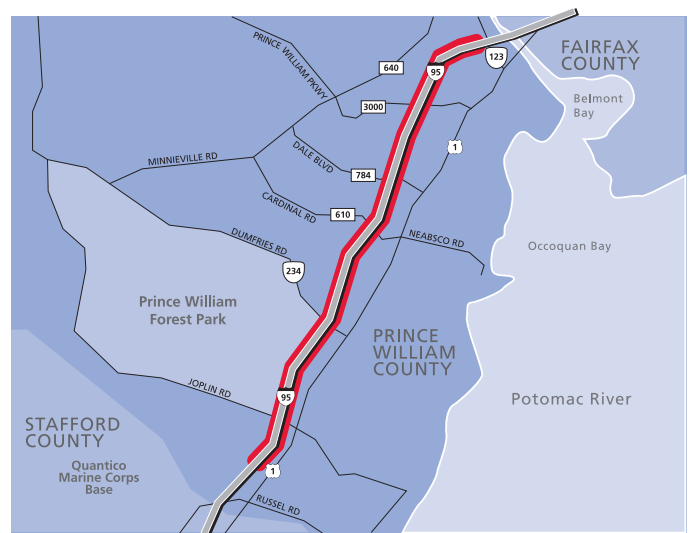 PRINCE WILLIAM PKWY
640
95
123
FAIRFAX
COUNTY
Belmont
Bay
3000
1
MINNIEVILLE RD
DALE BLVD
784
CARDINAL RD
610
DUMFRIES RD
NEABSCO RD
Occoquan Bay
234
Prince William
Forest Park
PRINCE
WILLIAM
COUNTY
JOPLIN RD
95
Potomac River
STAFFORD
COUNTY
Quantico
Marine Corps
Base
1
RUSSEL RD